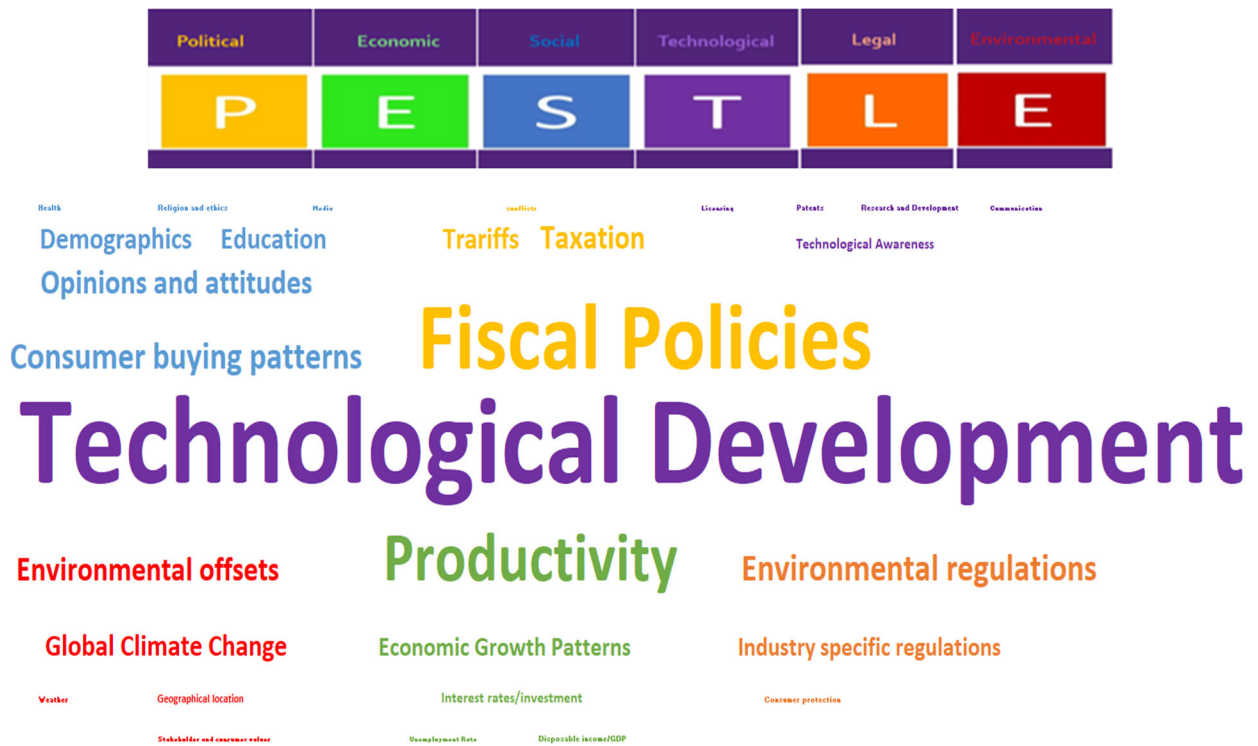 Political Economic Social Technological Legal Environmental
P E S T L E
Health Religion and ethics Media conflicts Licensing Patents Research and Development Communication
Demographics Education Trariffs Taxation Technological Awareness
Opinions and attitudes
Fiscal Policies
Consumer buying patterns
Technological Development
Productivity
Environmental offsets Environmental regulations
Global Climate Change Economic Growth Patterns Industry specific regulations
Weather Geographical location Interest rates/investment Consumer protection
Stakeholder and consumer values Unemployment Rate Disposable income/GDP